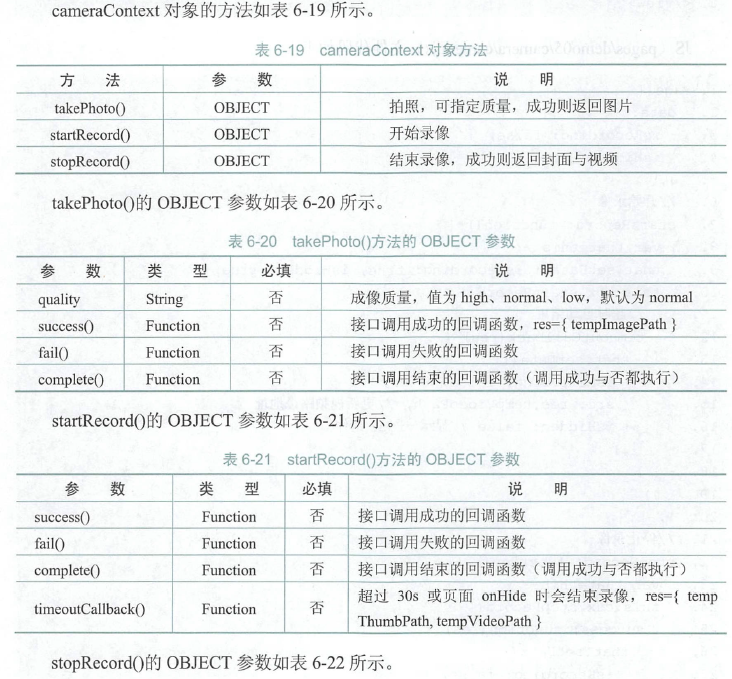 cameraContext 对象的方法如表 6-19 所示。
表 6-19 cameraContext 对象方法
方 法 参 数 说 明
takePhoto() OBJECT 拍照，可指定质量，成功则返回图片
startRecord() OBJECT 开始录像
stopRecord() OBJECT 结束录像，成功则返回封面与视频
takePhoto()的 OBJECT 参数如表 6-20 所示。
表 6-20 takePhoto()方法的 OBJECT 参数
参 数 类 型 必填 说 明
quality String 否 成像质量，值为 high、normal、low，默认为 normal
success() Function 否 接口调用成功的回调函数，res={ tempImagePath }
fail() Function 否 接口调用失败的回调函数
complete() Function 否 接口调用结束的回调函数（调用成功与否都执行）
startRecord()的 OBJECT 参数如表 6-21 所示。
表 6-21 startRecord()方法的 OBJECT 参数
参 数 类 型 必填 说 明
success() Function 否 接口调用成功的回调函数
fail() Function 否 接口调用失败的回调函数
complete() Function 否 接口调用结束的回调函数（调用成功与否都执行）
timeoutCallback() Function 否 超过 30s 或页面 onHide 时会结束录像，res={ temp
ThumbPath, tempVideoPath }
stopRecord()的 OBJECT 参数如表 6-22 所示。